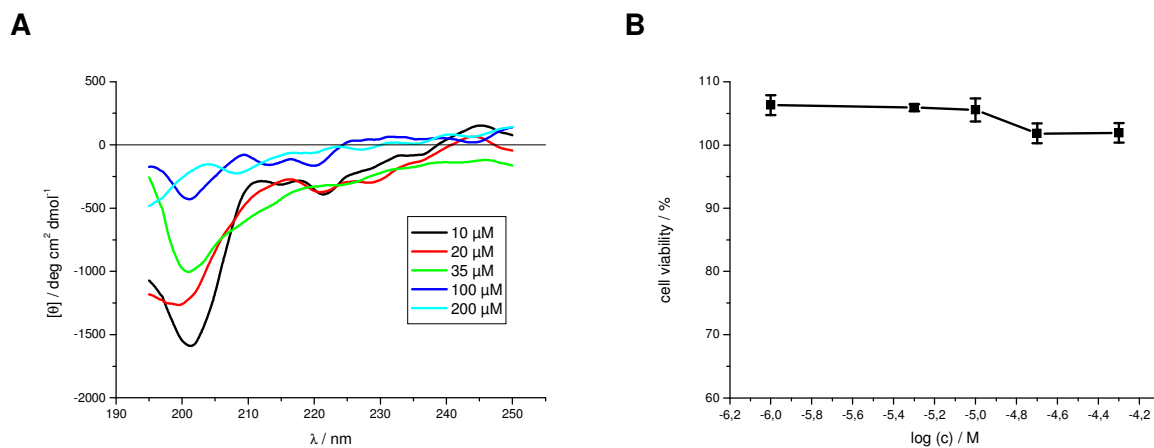 A
500
0
-500
-1000
-1500
-2000
190 200 210 220 230 240 250
λ / nm
[θ] / deg cm² dmol⁻¹
10 µM
20 µM
35 µM
100 µM
200 µM
B
110
100
90
80
70
60
-6,2 -6,0 -5,8 -5,6 -5,4 -5,2 -5,0 -4,8 -4,6 -4,4 -4,2
log (c) / M
cell viability / %